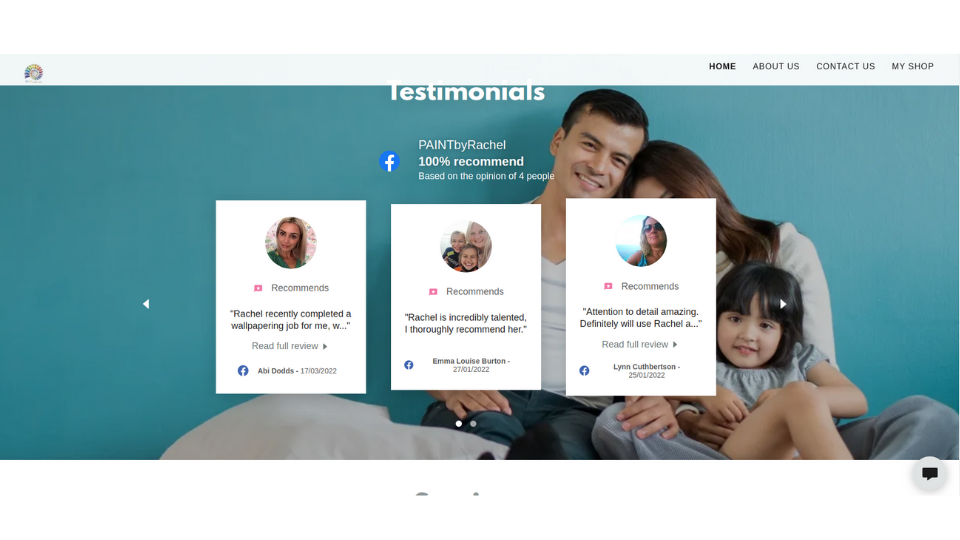 HOME ABOUT US CONTACT US MY SHOP
Testimonials
PAINTbyRachel
100% recommend
Based on the opinion of 4 people
Recommends
"Rachel recently completed a
wallpapering job for me, w..."
Read full review
Abi Dodds - 17/03/2022
Recommends
"Rachel is incredibly talented,
I thoroughly recommend her."
Emma Louise Burton -
27/01/2022
Recommends
"Attention to detail amazing.
Definitely will use Rachel a..."
Read full review
Lynn Cuthbertson -
25/01/2022